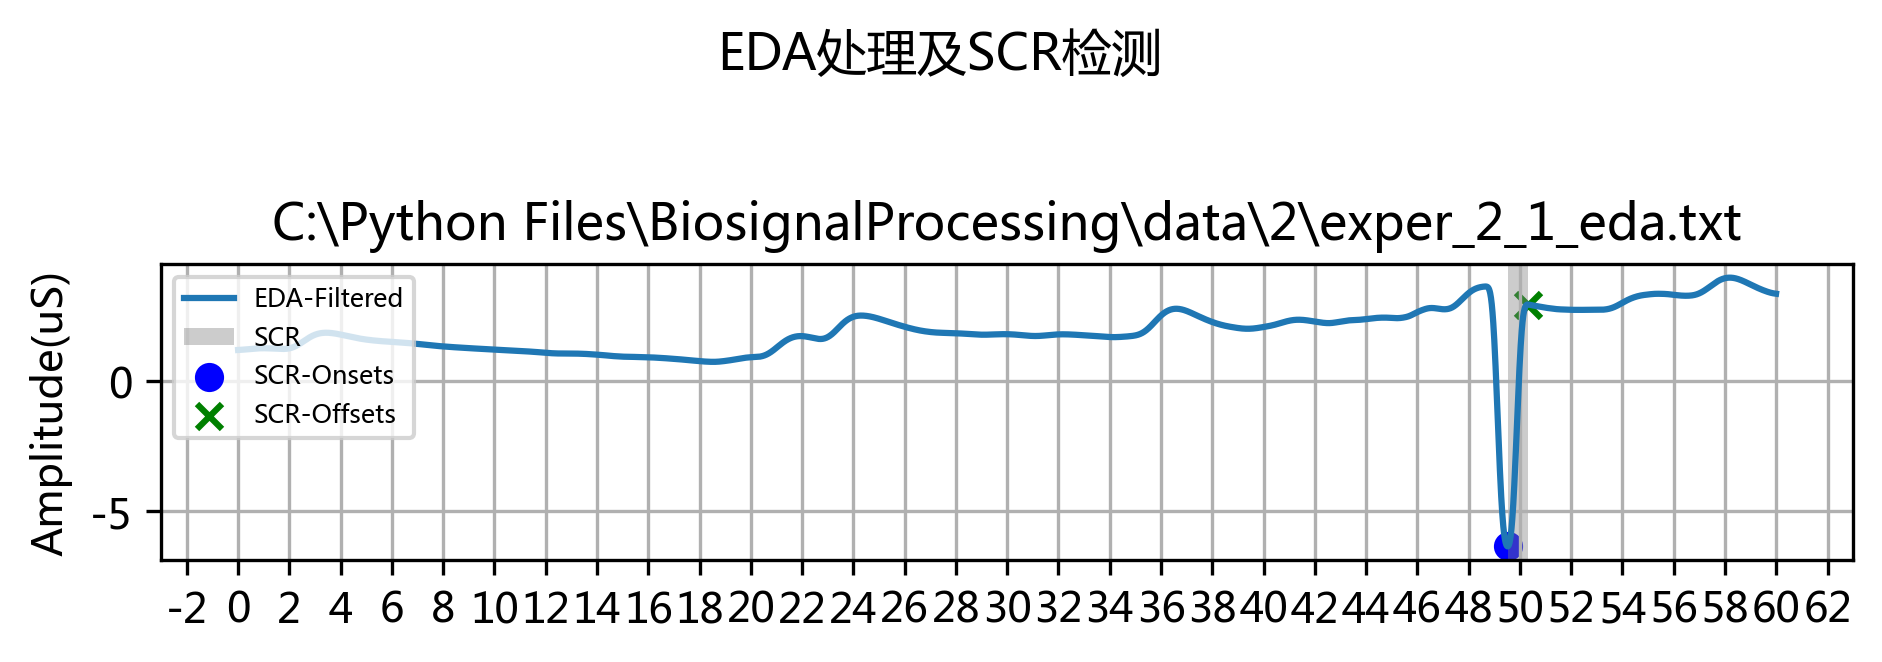 EDA处理及SCR检测
C:\Python Files\BiosignalProcessing\data\2\exper_2_1_eda.txt
Amplitude(uS)
EDA-Filtered
SCR
SCR-Onsets
SCR-Offsets
0
-5
-2 0 2 4 6 8 10 12 14 16 18 20 22 24 26 28 30 32 34 36 38 40 42 44 46 48 50 52 54 56 58 60 62